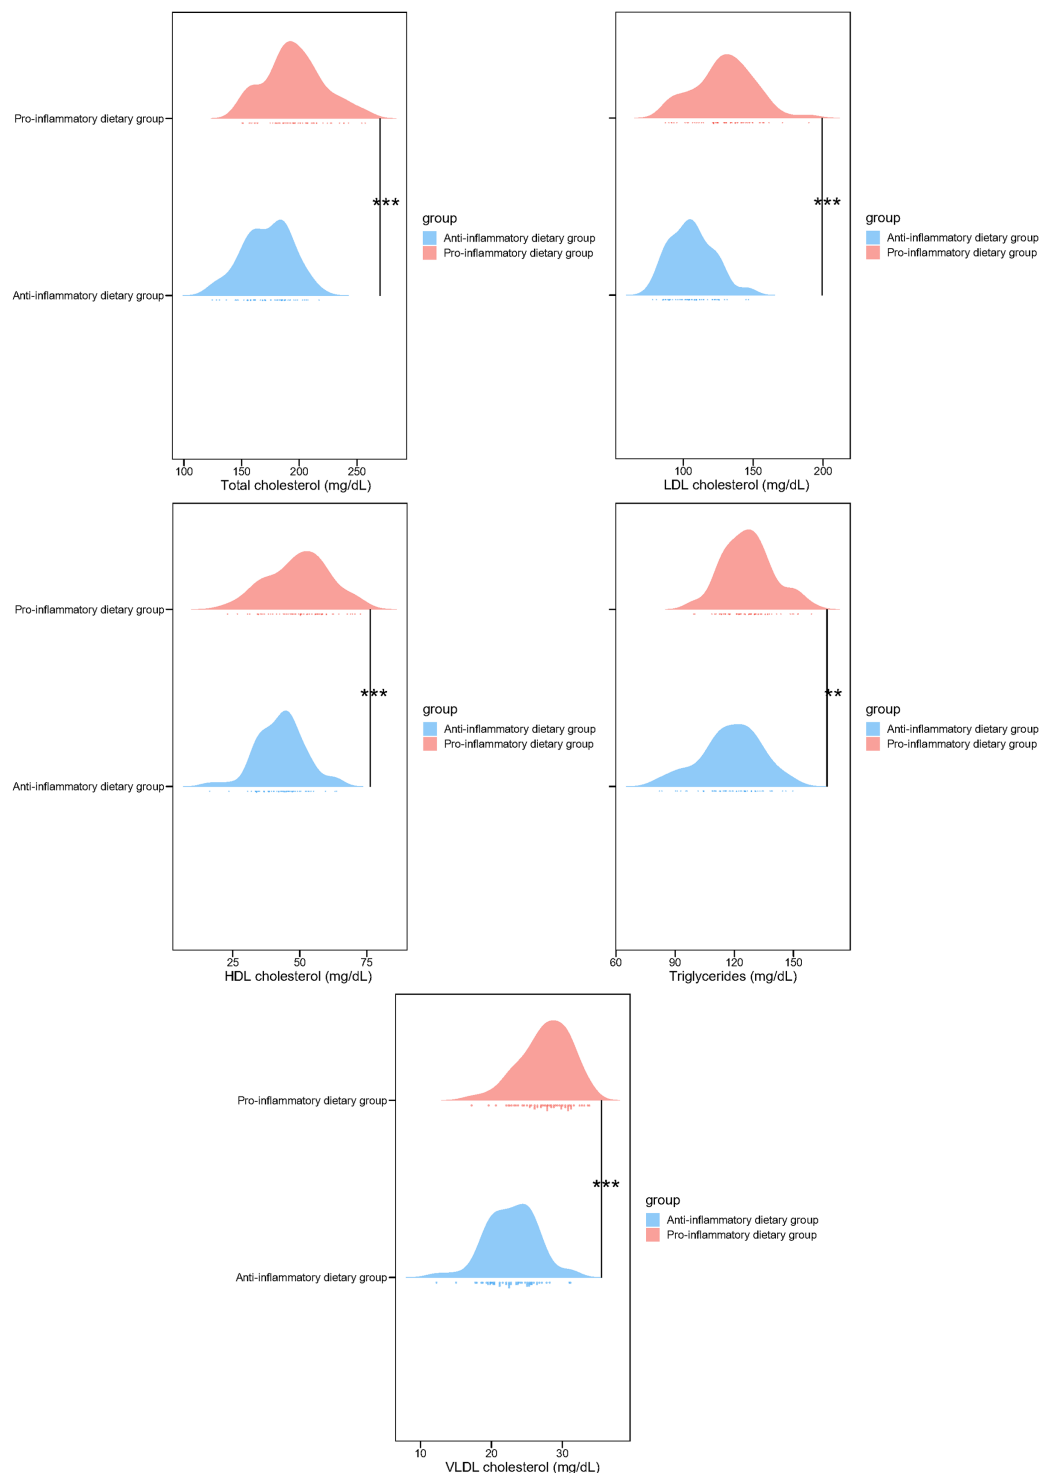 Pro-inflammatory dietary group
***
Anti-inflammatory dietary group
100 150 200 250
Total cholesterol (mg/dL)
group
Anti-inflammatory dietary group
Pro-inflammatory dietary group
***
100 150 200
LDL cholesterol (mg/dL)
group
Anti-inflammatory dietary group
Pro-inflammatory dietary group
Pro-inflammatory dietary group
***
Anti-inflammatory dietary group
25 50 75
HDL cholesterol (mg/dL)
group
Anti-inflammatory dietary group
Pro-inflammatory dietary group
**
60 90 120 150
Triglycerides (mg/dL)
group
Anti-inflammatory dietary group
Pro-inflammatory dietary group
Pro-inflammatory dietary group
***
Anti-inflammatory dietary group
10 20 30
VLDL cholesterol (mg/dL)
group
Anti-inflammatory dietary group
Pro-inflammatory dietary group